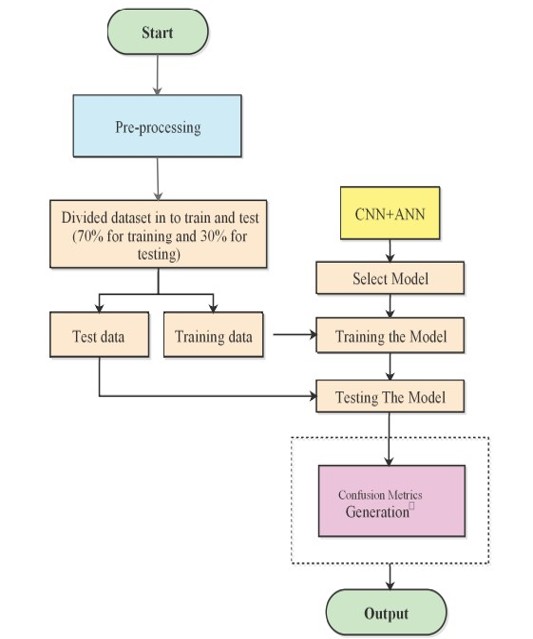 Start
Pre-processing
Divided dataset in to train and test
(70% for training and 30% for
testing)
CNN+ANN
Select Model
Test data
Training data
Training the Model
Testing The Model
Confusion Metrics
Generation
Output